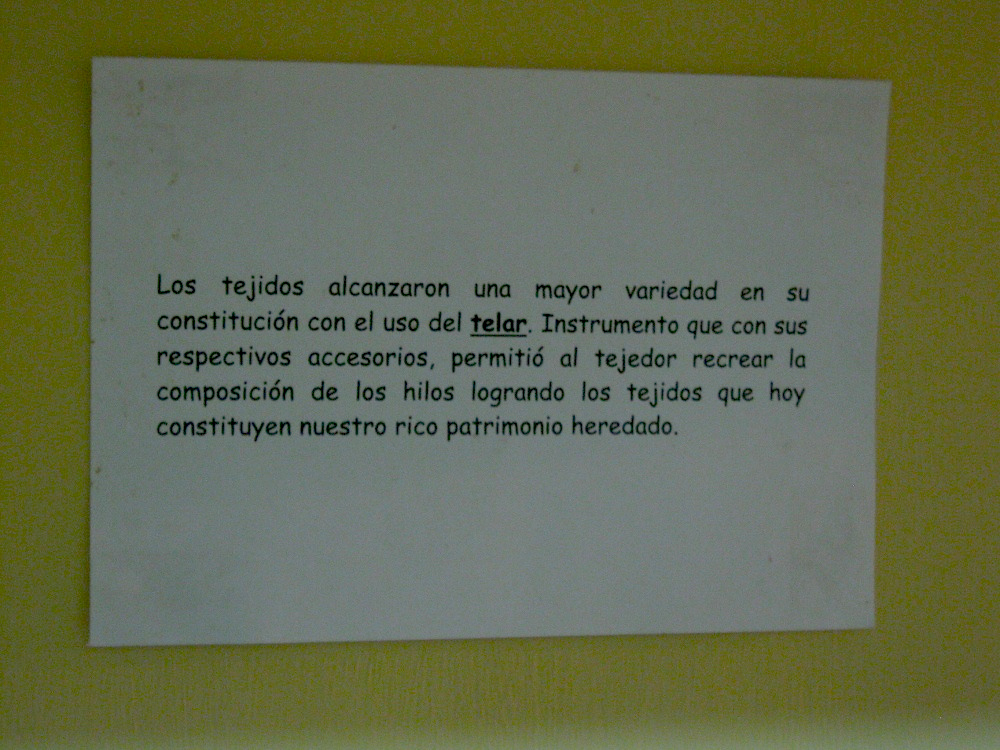 Los tejidos alcanzaron una mayor variedad en su
constitución con el uso del telar. Instrumento que con sus
respectivos accesorios, permitió al tejedor recrear la
composición de los hilos logrando los tejidos que hoy
constituyen nuestro rico patrimonio heredado.